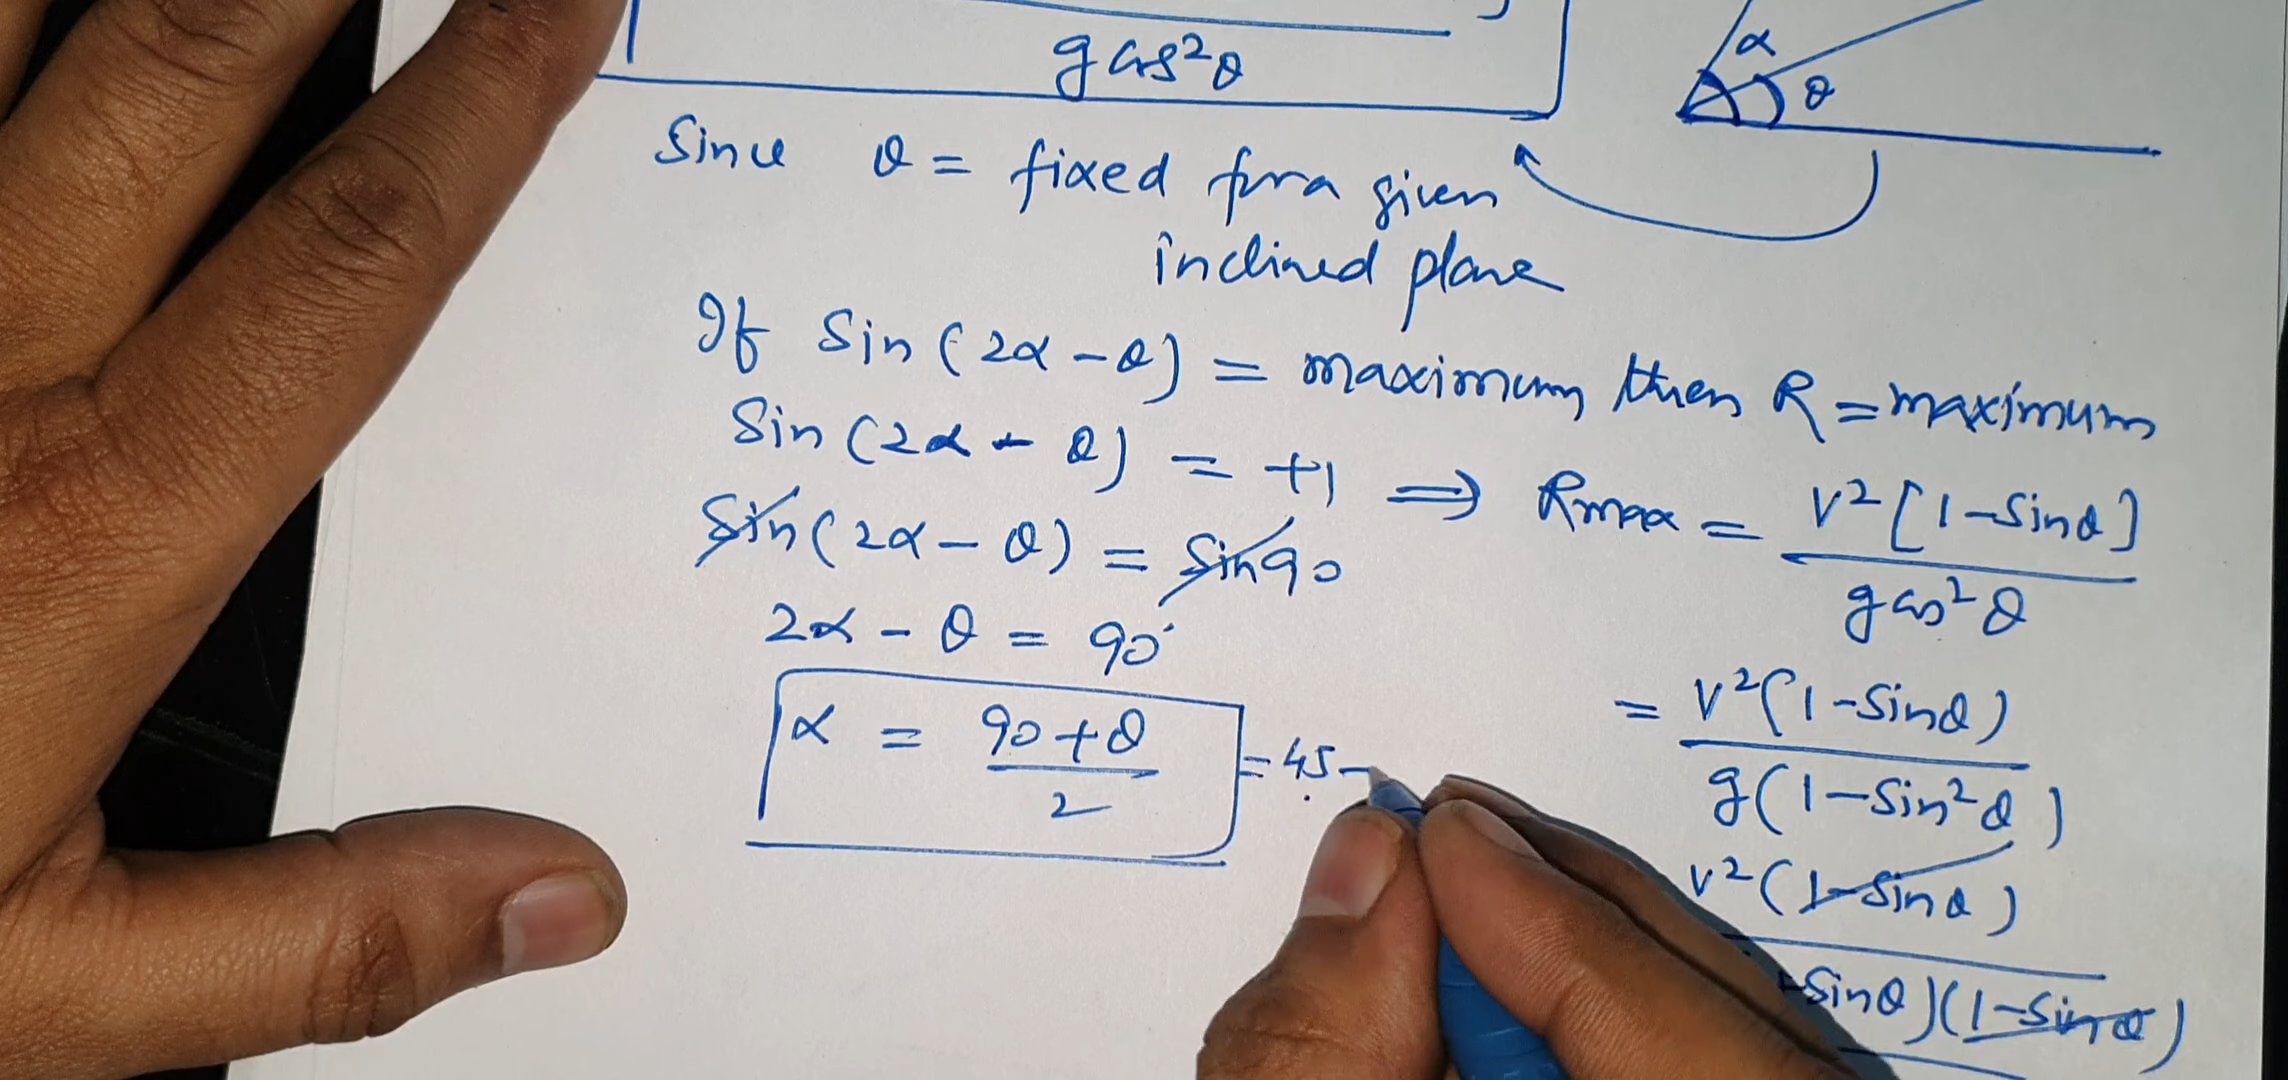 g cos²θ
α
θ
Since θ = fixed for a given
inclined plane
If Sin(2α - θ) = maximum then R = maximum
Sin(2α - θ) = +1 ⇒ Rmax = V²[1-Sinθ]
g cos²θ
Sin(2α - θ) = Sin90
2α - θ = 90°
= V²(1-Sinθ)
g(1-Sin²θ)
α = 90+θ
2
= 45 -
V²(1-Sinθ)
Sinθ)(1-Sinθ)